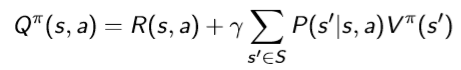 Q^π(s, a) = R(s, a) + γ ∑_{s'∈S} P(s'|s, a)V^π(s')